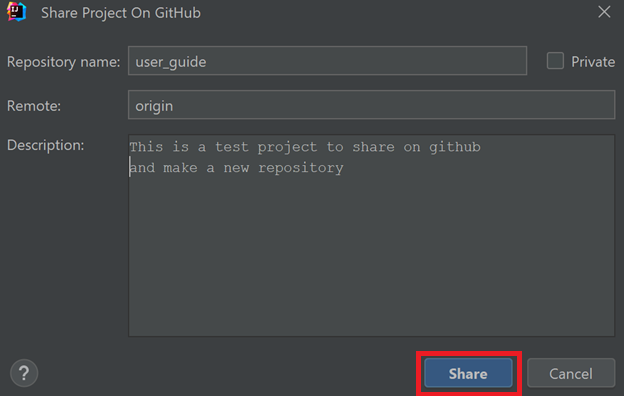 Share Project On GitHub
Repository name: user_guide Private
Remote: origin
Description: This is a test project to share on github
and make a new repository
? Share Cancel